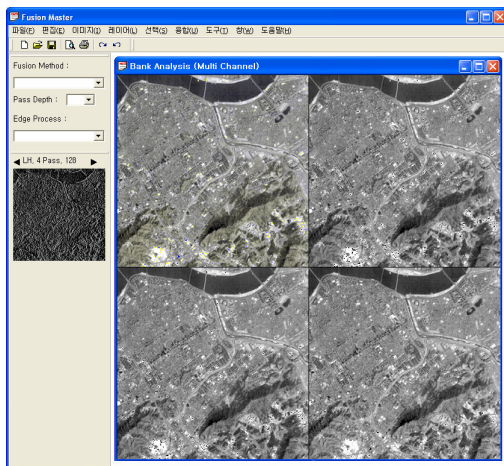 Fusion Master
파일(F) 편집(E) 이미지(I) 레이어(L) 선택(S) 융합(U) 도구(T) 창(W) 도움말(H)
Fusion Method :
Bank Analysis (Multi Channel)
Pass Depth :
Edge Process :
LH, 4 Pass, 128